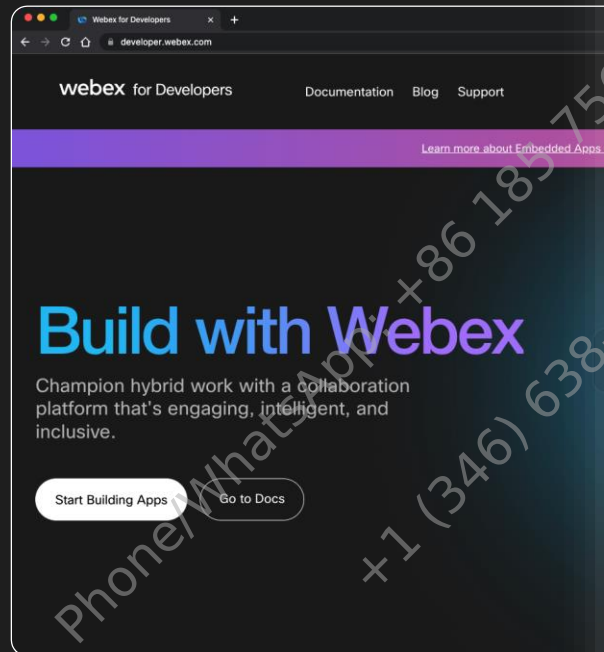 Webex for Developers
developer.webex.com
webex for Developers
Documentation Blog Support
Learn more about Embedded Apps
Build with Webex
Champion hybrid work with a collaboration
platform that's engaging, intelligent, and
inclusive.
Start Building Apps
Go to Docs
Phone/WhatsApp: +86 185 756
+1 (346) 638-